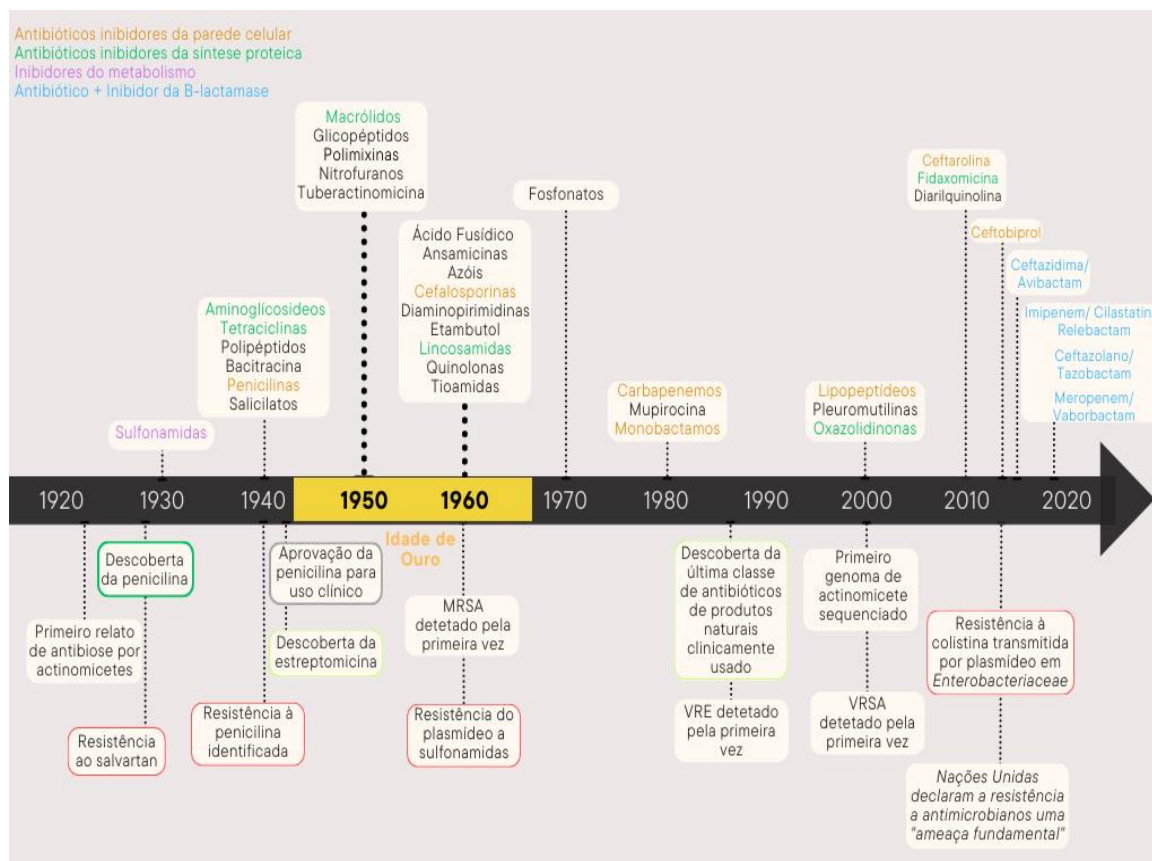 Antibióticos inibidores da parede celular
Antibióticos inibidores da síntese proteica
Inibidores do metabolismo
Antibiótico + Inibidor da B-lactamase
Sulfonamidas
Aminoglícosideos
Tetraciclinas
Polipéptidos
Bacitracina
Penicilinas
Salicilatos
Macrólidos
Glicopéptidos
Polimixinas
Nitrofuranos
Tuberactinomicina
Ácido Fusídico
Ansamicinas
Azóis
Cefalosporinas
Diaminopirimidinas
Etambutol
Lincosamidas
Quinolonas
Tioamidas
Fosfonatos
Carbapenemos
Mupirocina
Monobactamos
Lipopeptídeos
Pleuromutilinas
Oxazolidinonas
Ceftarolina
Fidaxomicina
Diarilquinolina
Ceftobiprol
Ceftazidima/
Avibactam
Imipenem/ Cilastatin
Relebactam
Ceftazolano/
Tazobactam
Meropenem/
Vaborbactam
1920 1930 1940 1950 1960 1970 1980 1990 2000 2010 2020
Idade de
Ouro
Primeiro relato
de antibiose por
actinomicetes
Descoberta
da penicilina
Resistência
ao salvartan
Resistência à
penicilina
identificada
Aprovação da
penicilina para
uso clínico
Descoberta da
estreptomicina
MRSA
detetado pela
primeira vez
Resistência do
plasmídeo a
sulfonamidas
Descoberta da
última classe
de antibióticos
de produtos
naturais
clinicamente
usado
VRE detetado
pela primeira
vez
Primeiro
genoma de
actinomicete
sequenciado
VRSA
detetado pela
primeira vez
Resistência à
colistina transmitida
por plasmídeo em
Enterobacteriaceae
Nações Unidas
declaram a resistência
a antimicrobianos uma
"ameaça fundamental"